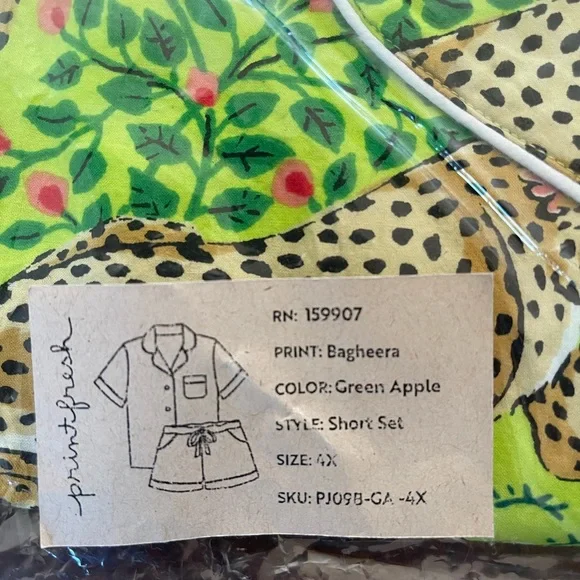 printfresh
RN: 159907
PRINT: Bagheera
COLOR: Green Apple
STYLE: Short Set
SIZE: 4X
SKU: PJ09B-GA -4X